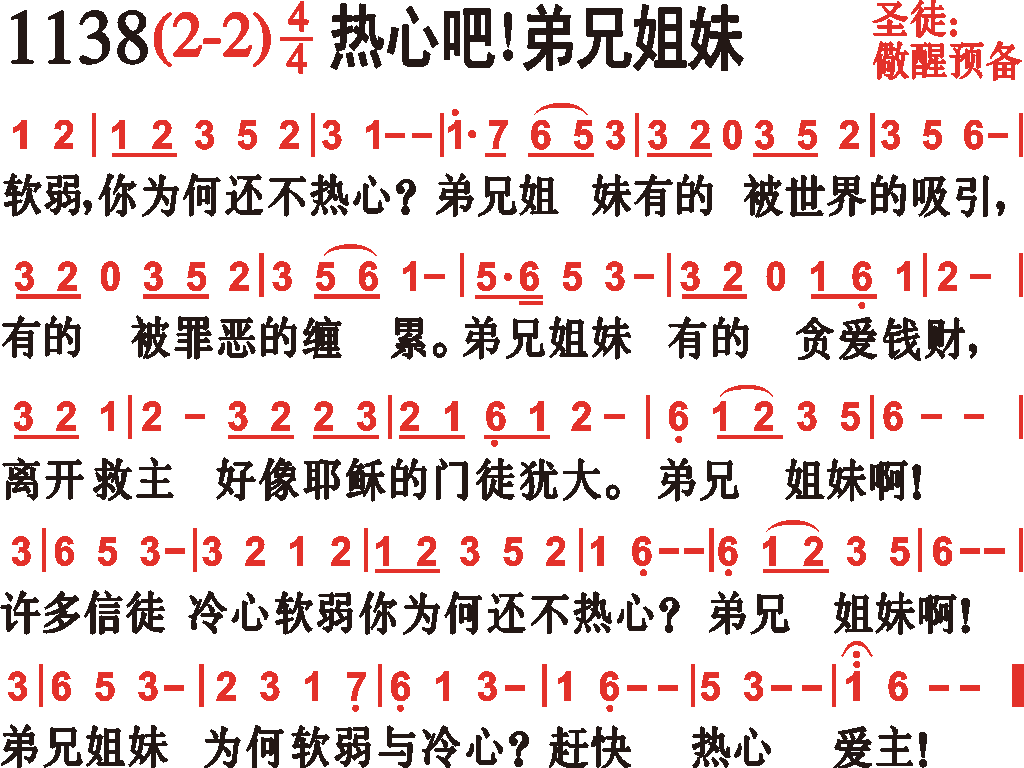 1138(2-2) 4/4 热心吧!弟兄姐妹
圣徒:
儆醒预备
1 2 | 1 2 3 5 2 | 3 1 - - | 1· 7 6 5 3 | 3 2 0 3 5 2 | 3 5 6 - |
软弱,你为何还不热心? 弟兄姐 妹有的 被世界的吸引,
3 2 0 3 5 2 | 3 5 6 1 - | 5·6 5 3 - | 3 2 0 1 6 1 | 2 - |
有的 被罪恶的缠 累。弟兄姐妹 有的 贪爱钱财,
3 2 1 | 2 - 3 2 2 3 | 2 1 6 1 2 - | 6 1 2 3 5 | 6 - - |
离开救主 好像耶稣的门徒犹大。 弟兄 姐妹啊!
3 | 6 5 3 - | 3 2 1 2 | 1 2 3 5 2 | 1 6 - - | 6 1 2 3 5 | 6 - - |
许多信徒 冷心软弱你为何还不热心? 弟兄 姐妹啊!
3 | 6 5 3 - | 2 3 1 7 | 6 1 3 - | 1 6 - - | 5 3 - - | 1 6 - -
弟兄姐妹 为何软弱与冷心? 赶快 热心 爱主!